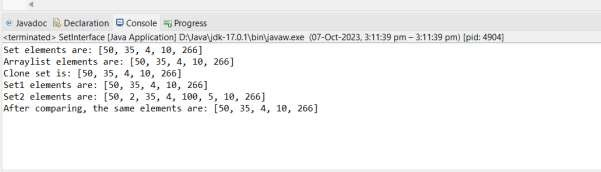 Javadoc Declaration Console Progress
<terminated> SetInterface [Java Application] D:\Java\jdk-17.0.1\bin\javaw.exe (07-Oct-2023, 3:11:39 pm – 3:11:39 pm) [pid: 4904]
Set elements are: [50, 35, 4, 10, 266]
Arraylist elements are: [50, 35, 4, 10, 266]
Clone set is: [50, 35, 4, 10, 266]
Set1 elements are: [50, 35, 4, 10, 266]
Set2 elements are: [50, 2, 35, 4, 100, 5, 10, 266]
After comparing, the same elements are: [50, 35, 4, 10, 266]